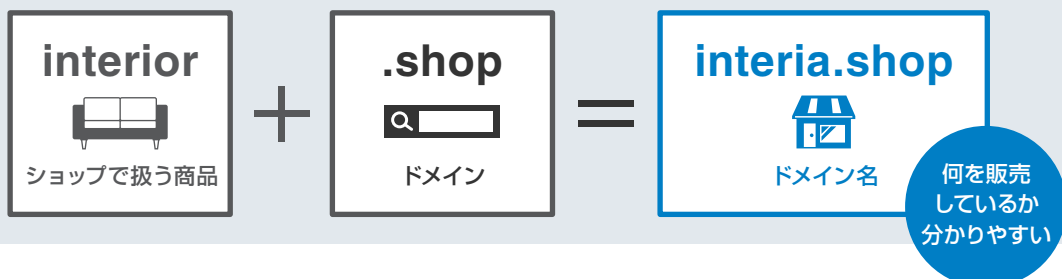 interior
ショップで扱う商品
+
.shop
ドメイン
=
interia.shop
ドメイン名
何を販売
しているか
分かりやすい